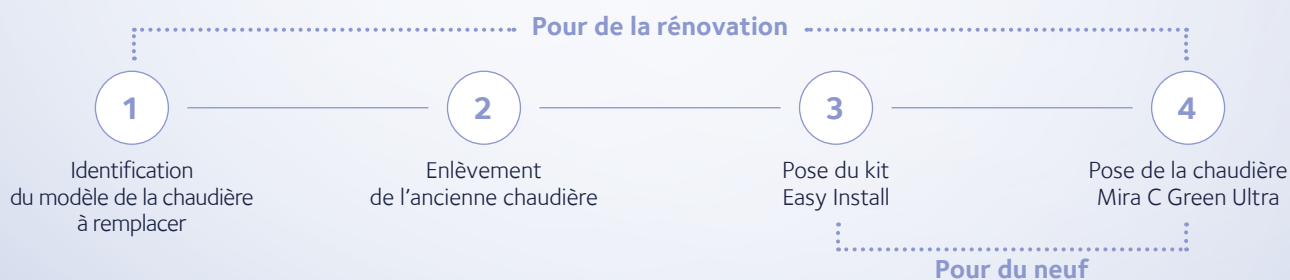 Pour de la rénovation
1
2
3
4
Identification
du modèle de la chaudière
à remplacer
Enlèvement
de l'ancienne chaudière
Pose du kit
Easy Install
Pose de la chaudière
Mira C Green Ultra
Pour du neuf